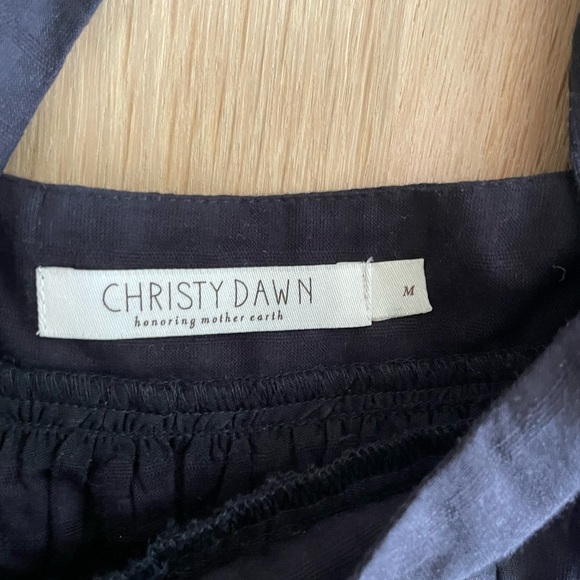 CHRISTY DAWN
honoring mother earth
M